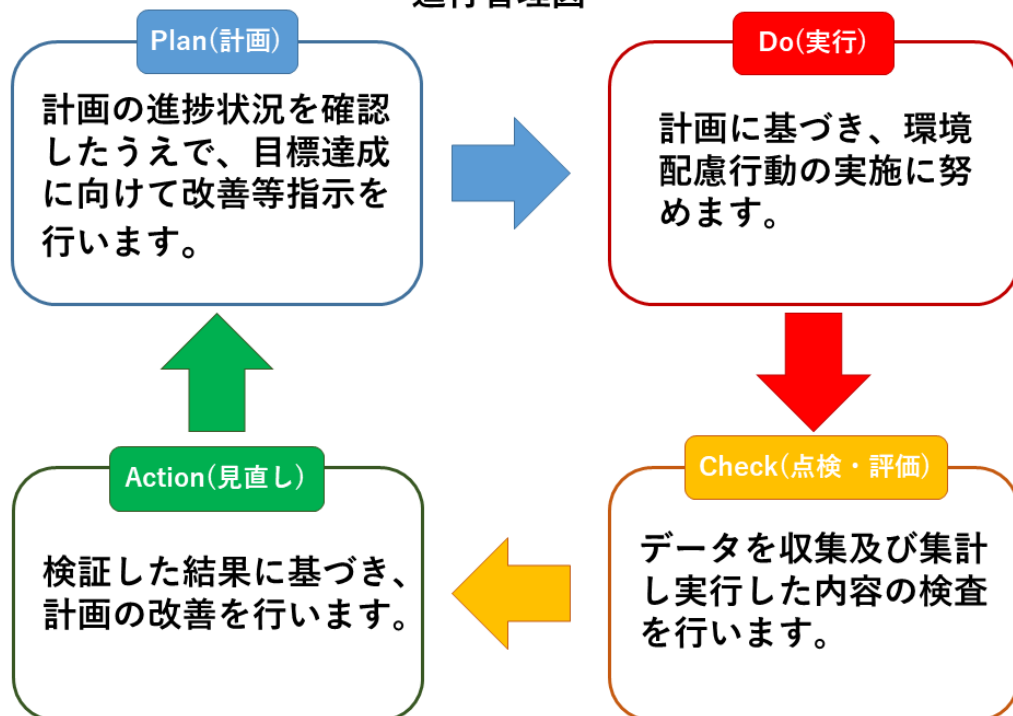 進行管理図
Plan(計画)
計画の進捗状況を確認
したうえで、目標達成
に向けて改善等指示を
行います。
Do(実行)
計画に基づき、環境
配慮行動の実施に努
めます。
Action(見直し)
検証した結果に基づき、
計画の改善を行います。
Check(点検・評価)
データを収集及び集計
し実行した内容の検査
を行います。